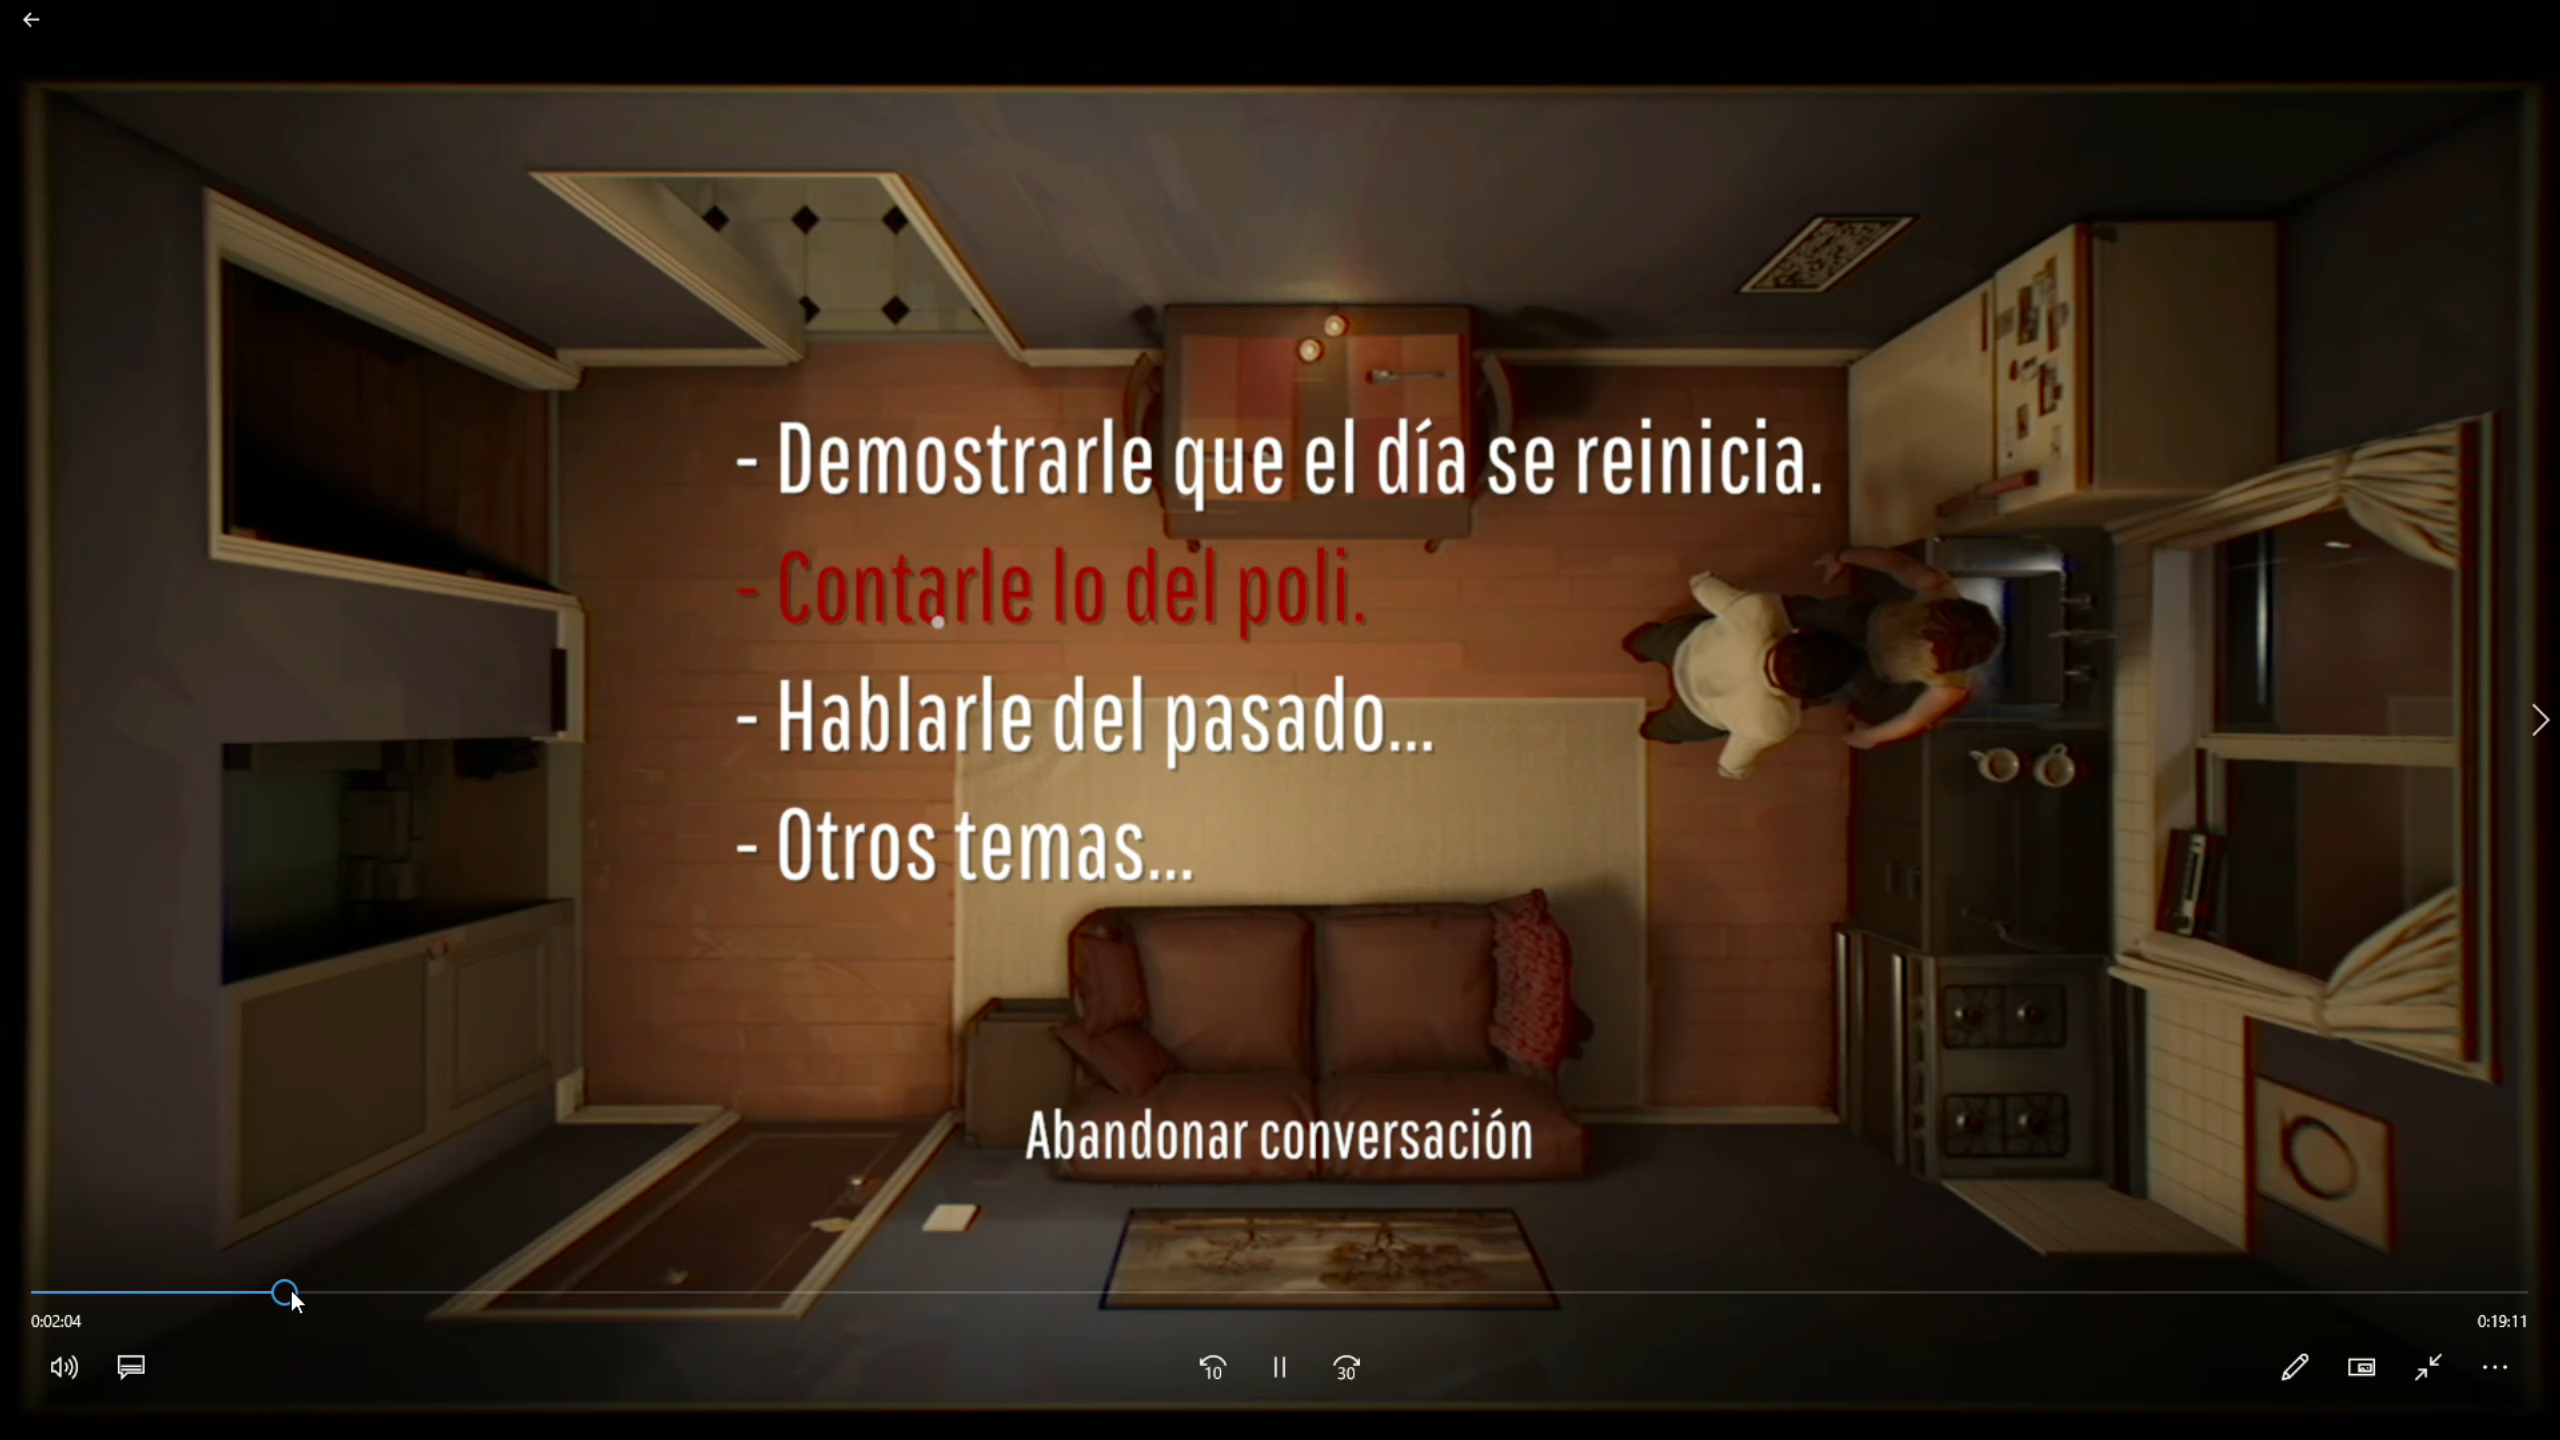 - Demostrarle que el día se reinicia.
- Contarle lo del poli.
- Hablarle del pasado...
- Otros temas...
Abandonar conversación
0:02:04
0:19:11
10
30